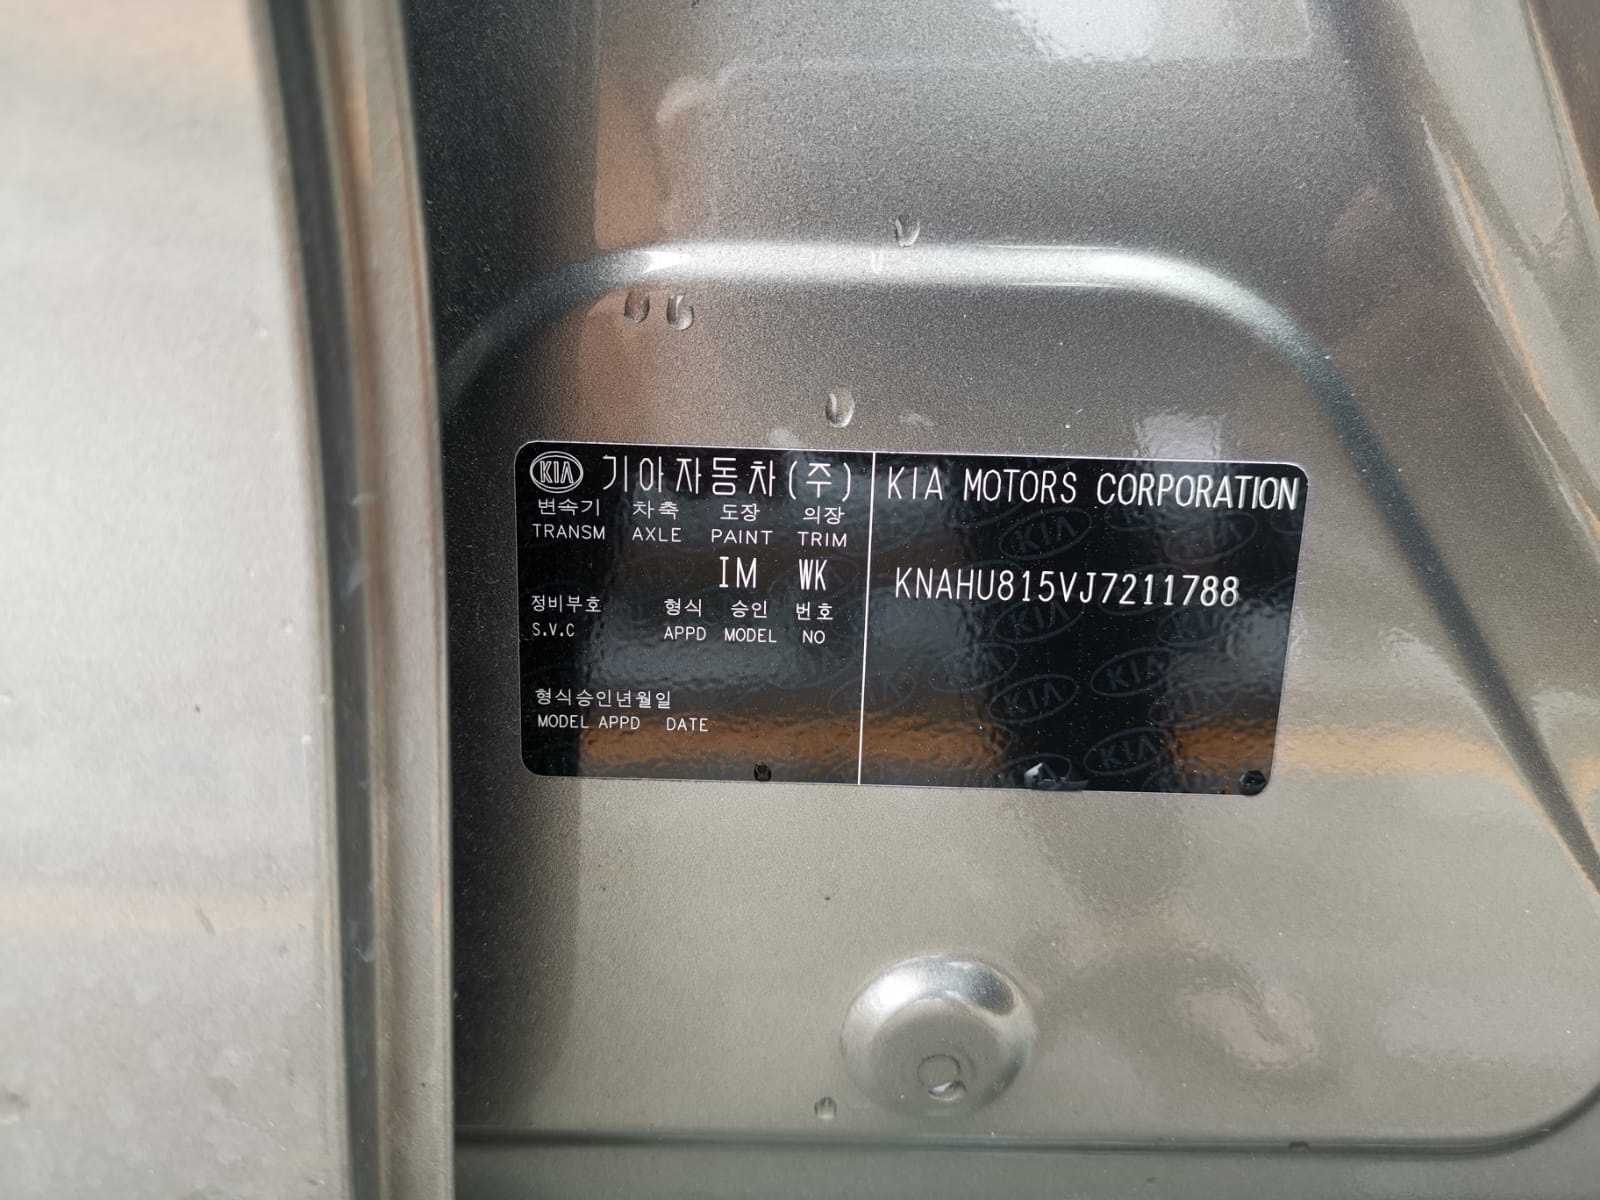 KIA 기아자동차(주)
변속기 차축 도장 의장
TRANSM AXLE PAINT TRIM
IM WK
정비부호 형식 승인 번호
S.V.C APPD MODEL NO
형식승인년월일
MODEL APPD DATE
KIA MOTORS CORPORATION
KNAHU815VJ7211788